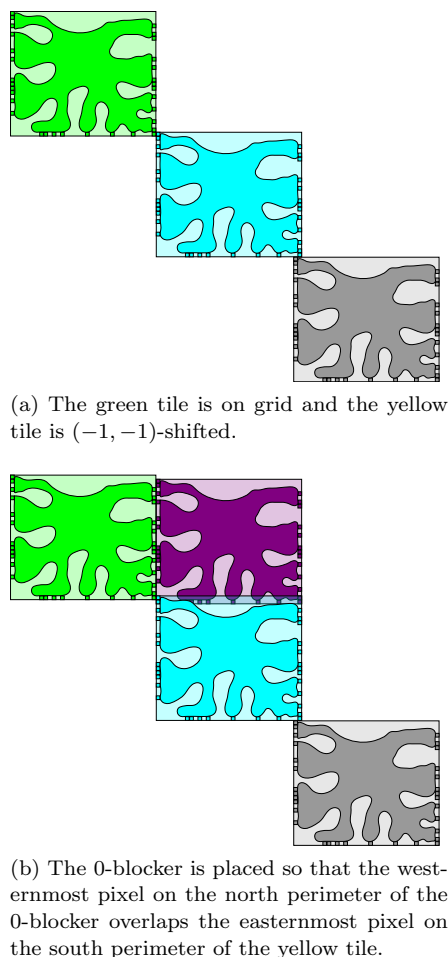 (a) The green tile is on grid and the yellow
tile is (−1, −1)-shifted.
(b) The 0-blocker is placed so that the west-
ernmost pixel on the north perimeter of the
0-blocker overlaps the easternmost pixel on
the south perimeter of the yellow tile.